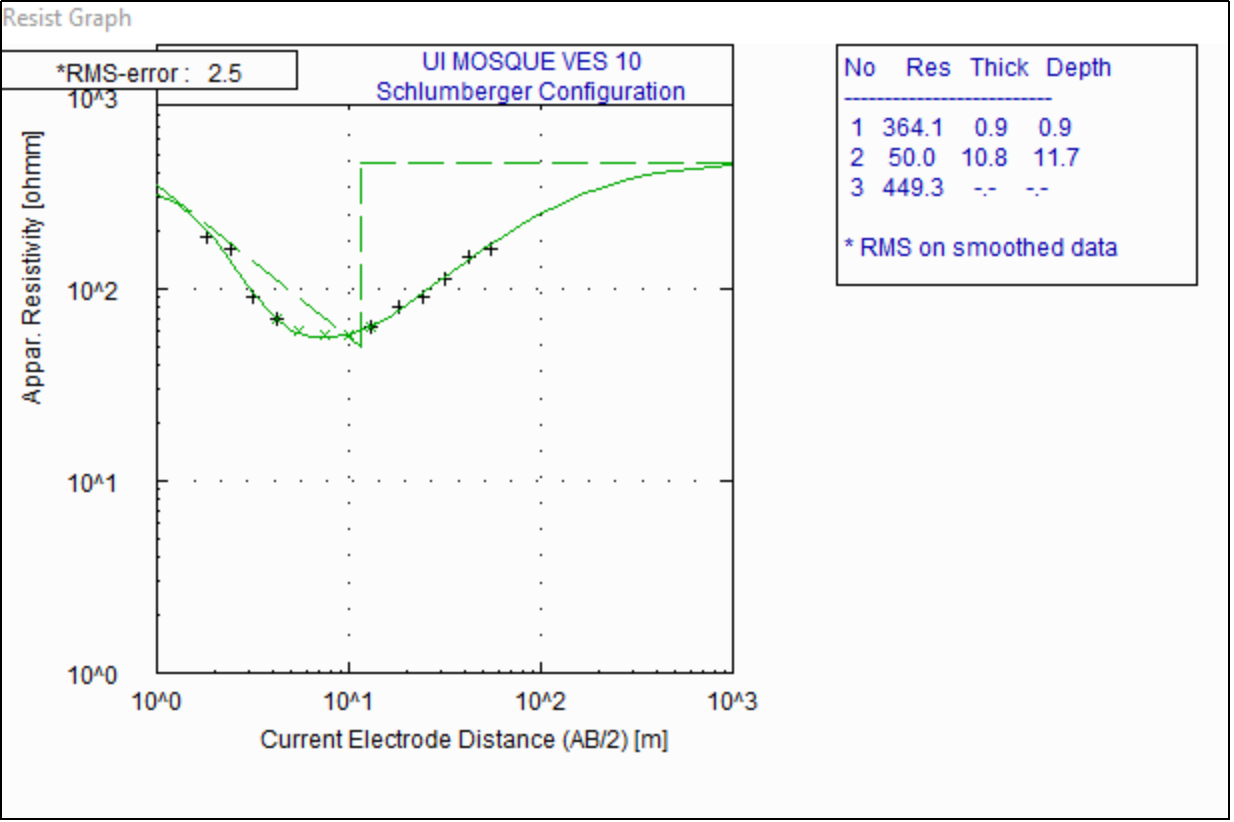 Resist Graph
*RMS-error : 2.5
UI MOSQUE VES 10
Schlumberger Configuration
10^3
10^2
10^1
10^0
Appar. Resistivity [ohmm]
10^0 10^1 10^2 10^3
Current Electrode Distance (AB/2) [m]
No Res Thick Depth
--------------------------
1 364.1 0.9 0.9
2 50.0 10.8 11.7
3 449.3 -.- -.-
* RMS on smoothed data